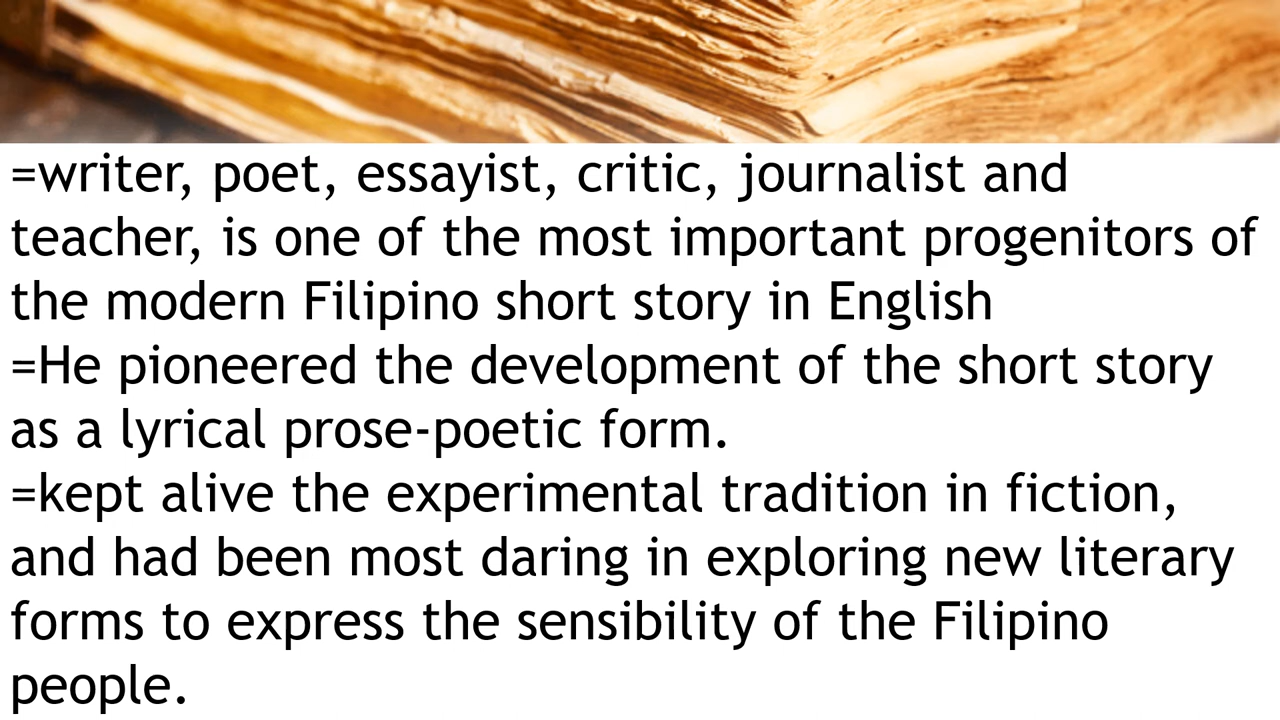 =writer, poet, essayist, critic, journalist and
teacher, is one of the most important progenitors of
the modern Filipino short story in English
=He pioneered the development of the short story
as a lyrical prose-poetic form.
=kept alive the experimental tradition in fiction,
and had been most daring in exploring new literary
forms to express the sensibility of the Filipino
people.